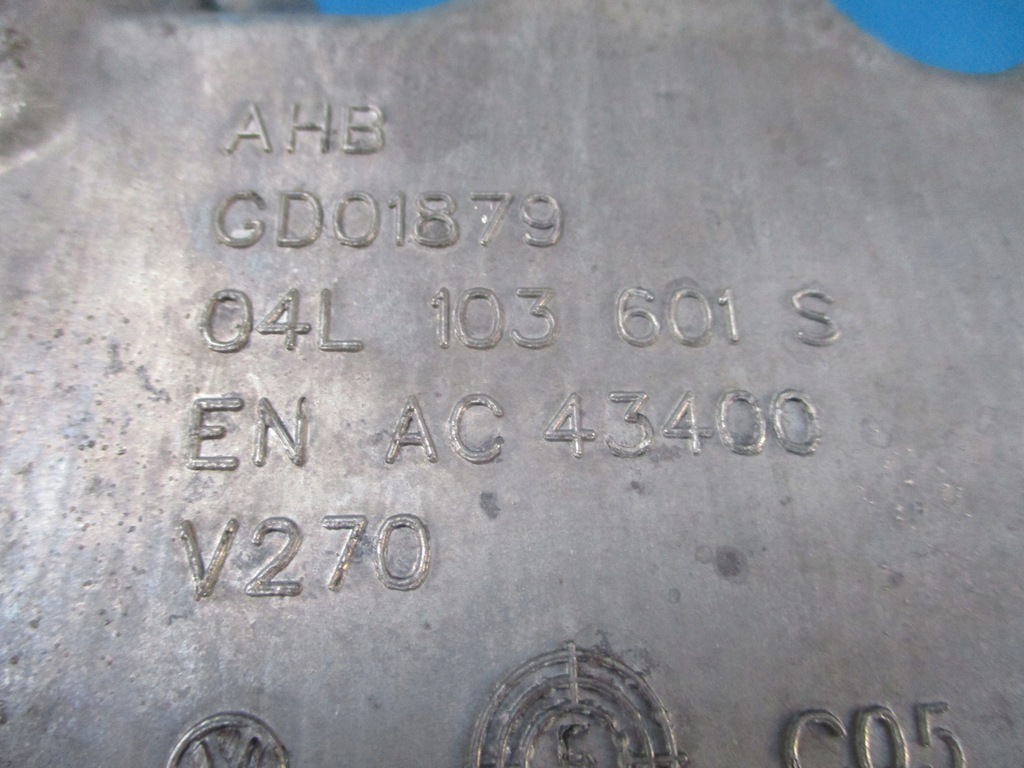 AHB
GD01879
04L 103 601 S
EN AC 43400
V270
C05